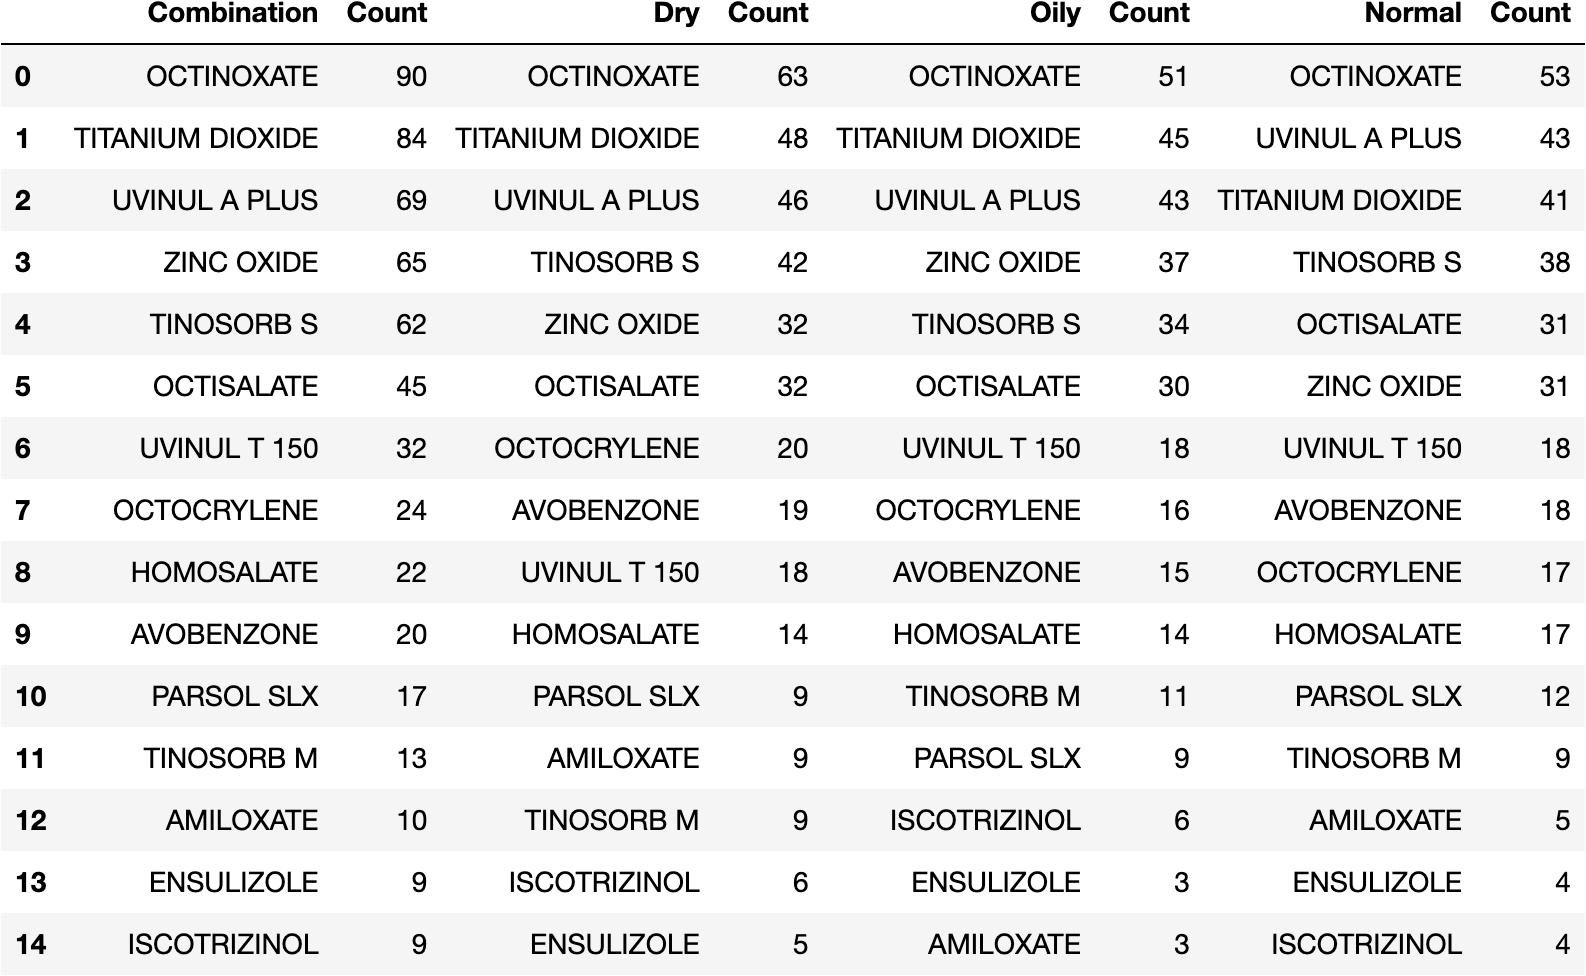 Combination Count Dry Count Oily Count Normal Count
0 OCTINOXATE 90 OCTINOXATE 63 OCTINOXATE 51 OCTINOXATE 53
1 TITANIUM DIOXIDE 84 TITANIUM DIOXIDE 48 TITANIUM DIOXIDE 45 UVINUL A PLUS 43
2 UVINUL A PLUS 69 UVINUL A PLUS 46 UVINUL A PLUS 43 TITANIUM DIOXIDE 41
3 ZINC OXIDE 65 TINOSORB S 42 ZINC OXIDE 37 TINOSORB S 38
4 TINOSORB S 62 ZINC OXIDE 32 TINOSORB S 34 OCTISALATE 31
5 OCTISALATE 45 OCTISALATE 32 OCTISALATE 30 ZINC OXIDE 31
6 UVINUL T 150 32 OCTOCRYLENE 20 UVINUL T 150 18 UVINUL T 150 18
7 OCTOCRYLENE 24 AVOBENZONE 19 OCTOCRYLENE 16 AVOBENZONE 18
8 HOMOSALATE 22 UVINUL T 150 18 AVOBENZONE 15 OCTOCRYLENE 17
9 AVOBENZONE 20 HOMOSALATE 14 HOMOSALATE 14 HOMOSALATE 17
10 PARSOL SLX 17 PARSOL SLX 9 TINOSORB M 11 PARSOL SLX 12
11 TINOSORB M 13 AMILOXATE 9 PARSOL SLX 9 TINOSORB M 9
12 AMILOXATE 10 TINOSORB M 9 ISCOTRIZINOL 6 AMILOXATE 5
13 ENSULIZOLE 9 ISCOTRIZINOL 6 ENSULIZOLE 3 ENSULIZOLE 4
14 ISCOTRIZINOL 9 ENSULIZOLE 5 AMILOXATE 3 ISCOTRIZINOL 4